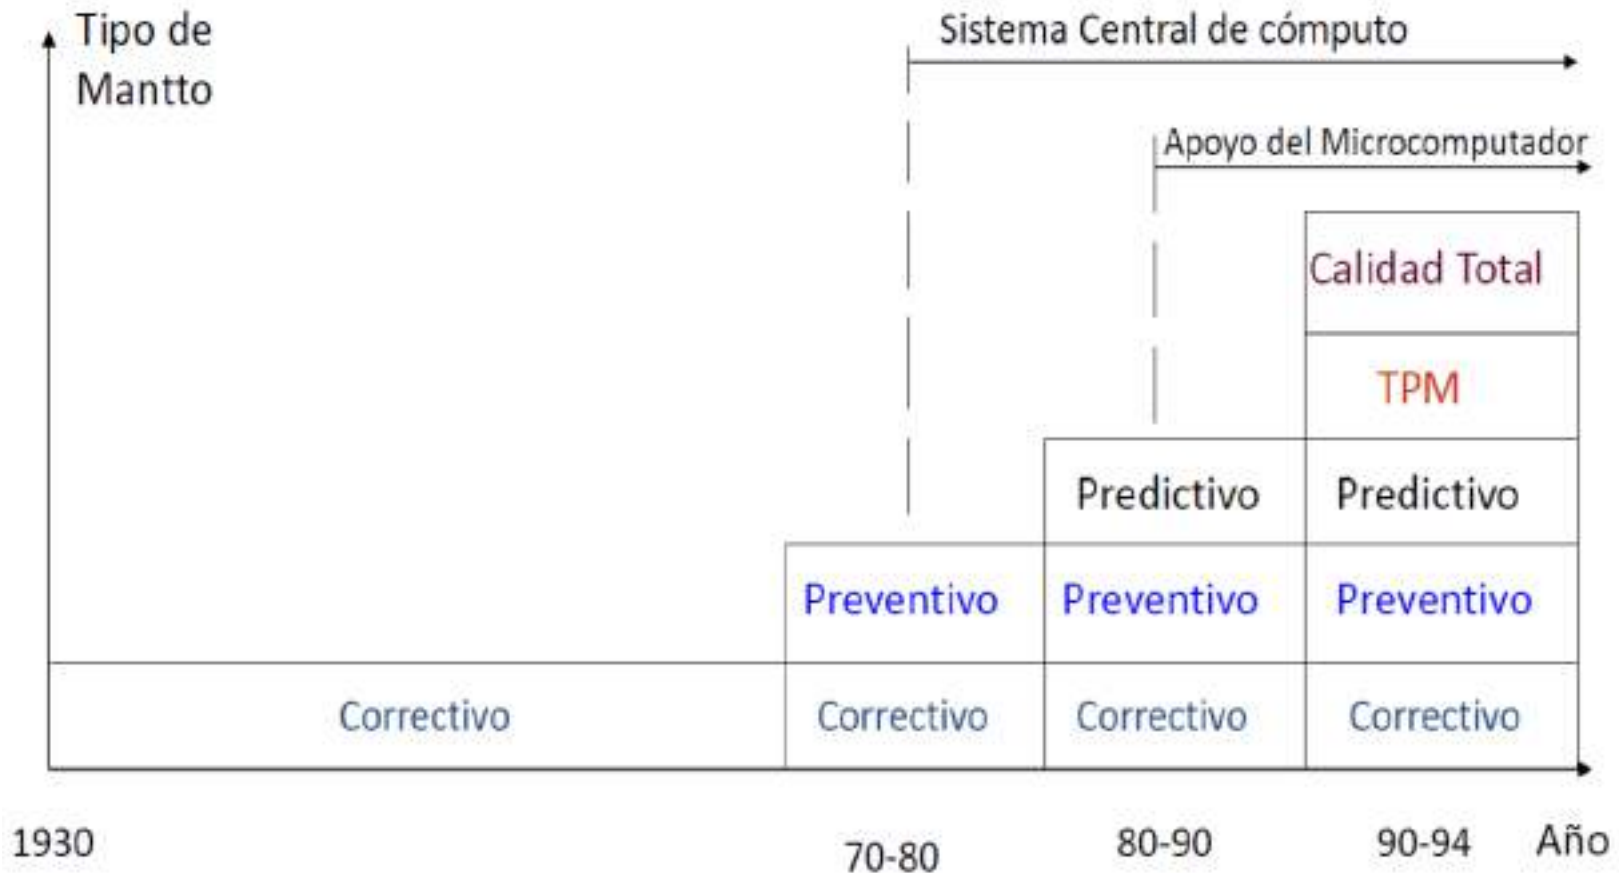 Tipo de
Mantto
Sistema Central de cómputo
Apoyo del Microcomputador
Calidad Total
TPM
Predictivo Predictivo
Preventivo Preventivo Preventivo
Correctivo Correctivo Correctivo Correctivo
1930 70-80 80-90 90-94 Año